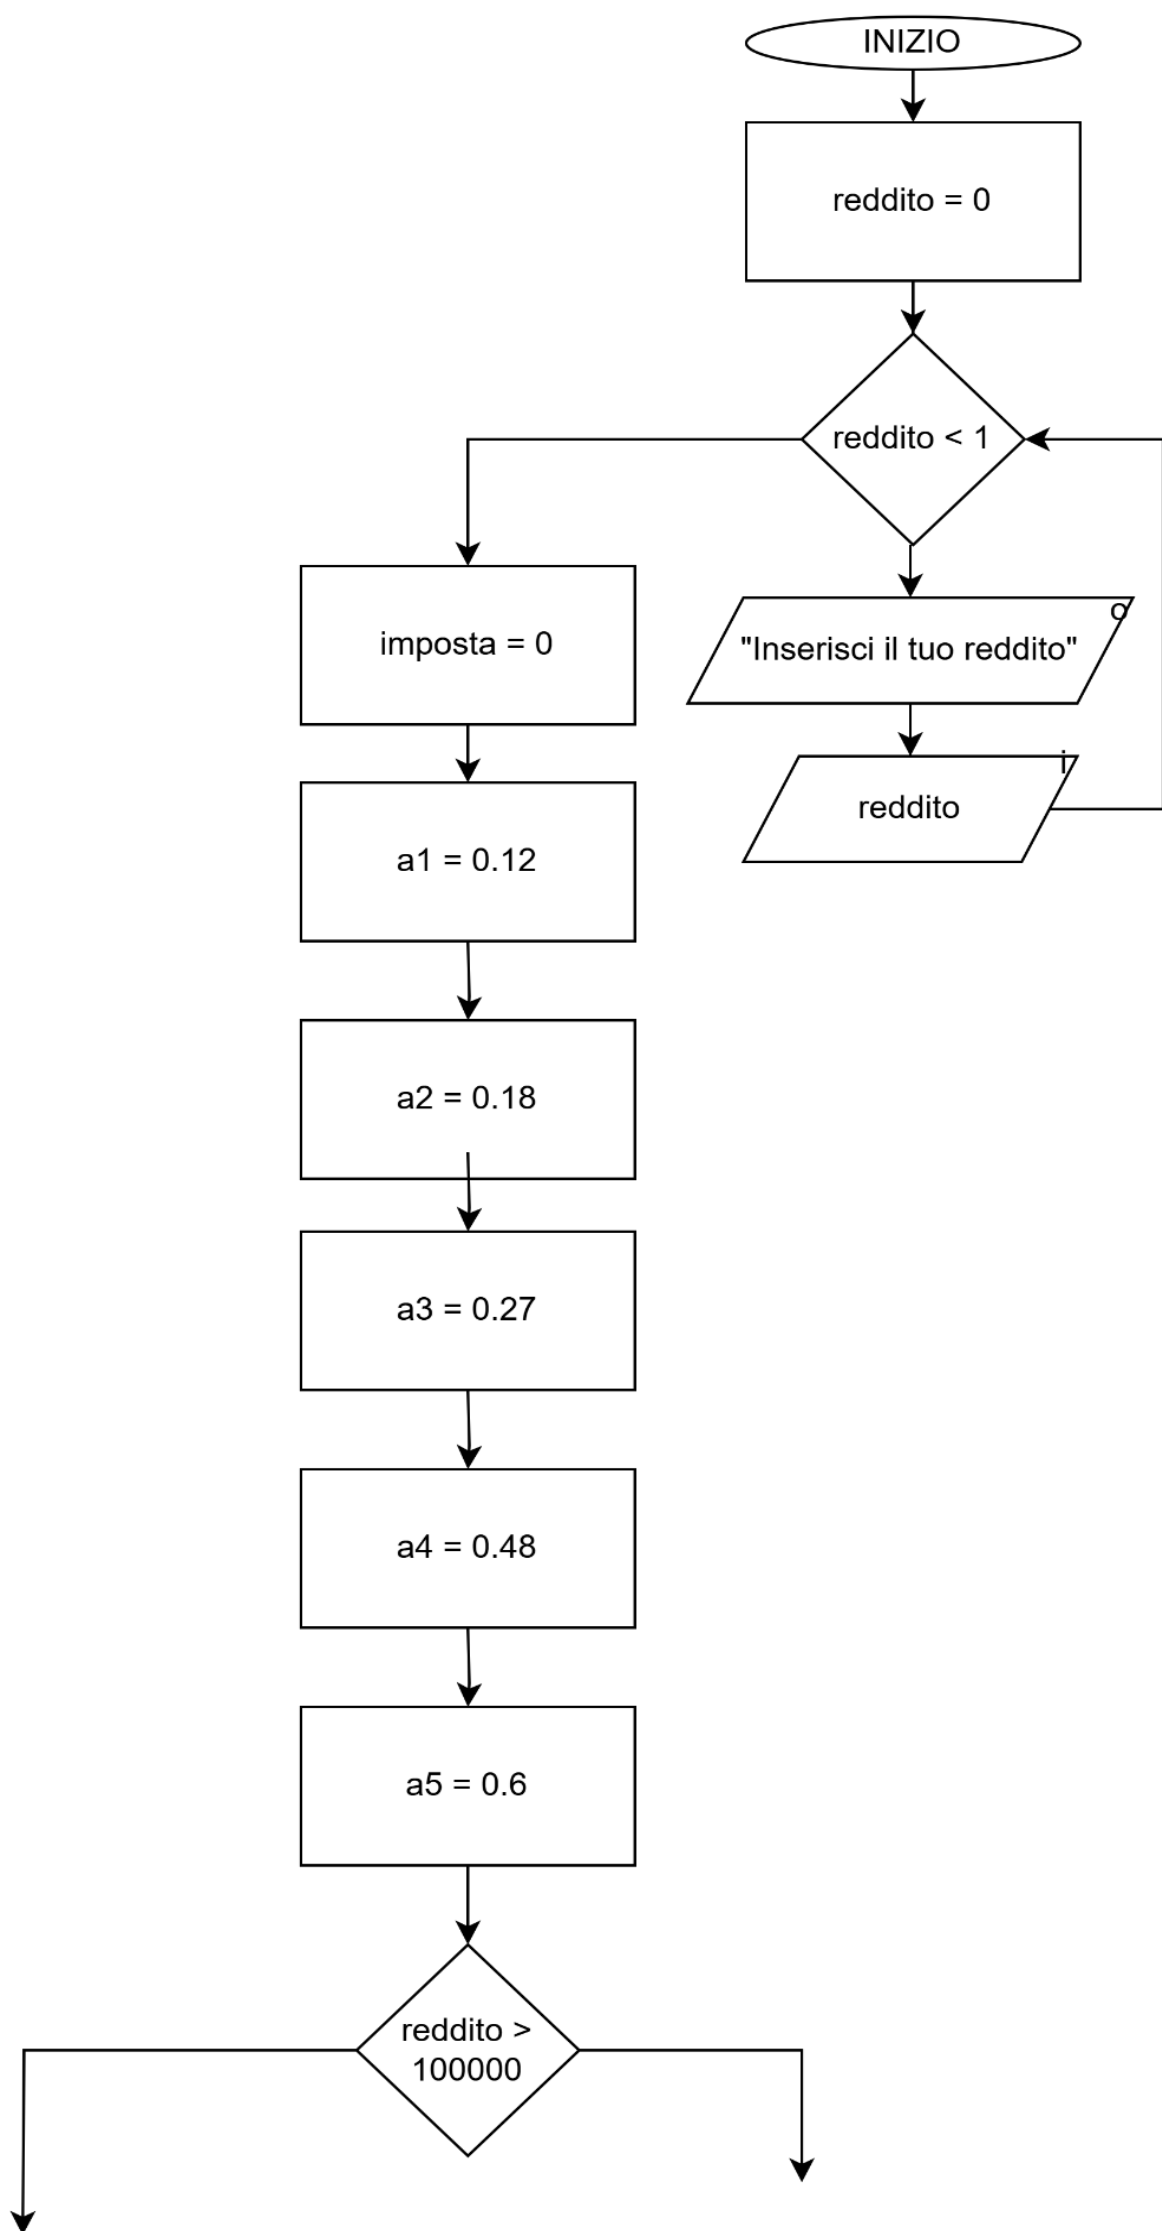 INIZIO
reddito = 0
reddito < 1
imposta = 0
"Inserisci il tuo reddito"
o
reddito
i
a1 = 0.12
a2 = 0.18
a3 = 0.27
a4 = 0.48
a5 = 0.6
reddito >
100000